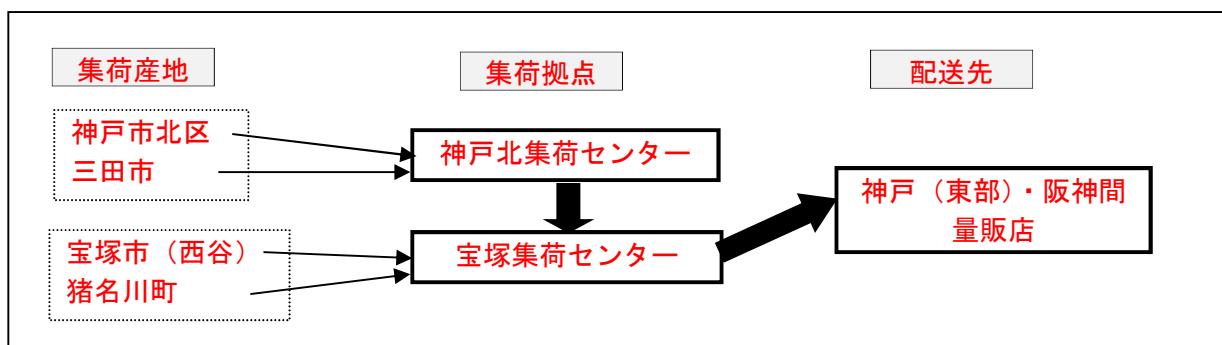 集荷産地
集荷拠点
配送先
神戸市北区
三田市
神戸北集荷センター
宝塚市（西谷）
猪名川町
宝塚集荷センター
神戸（東部）・阪神間
量販店